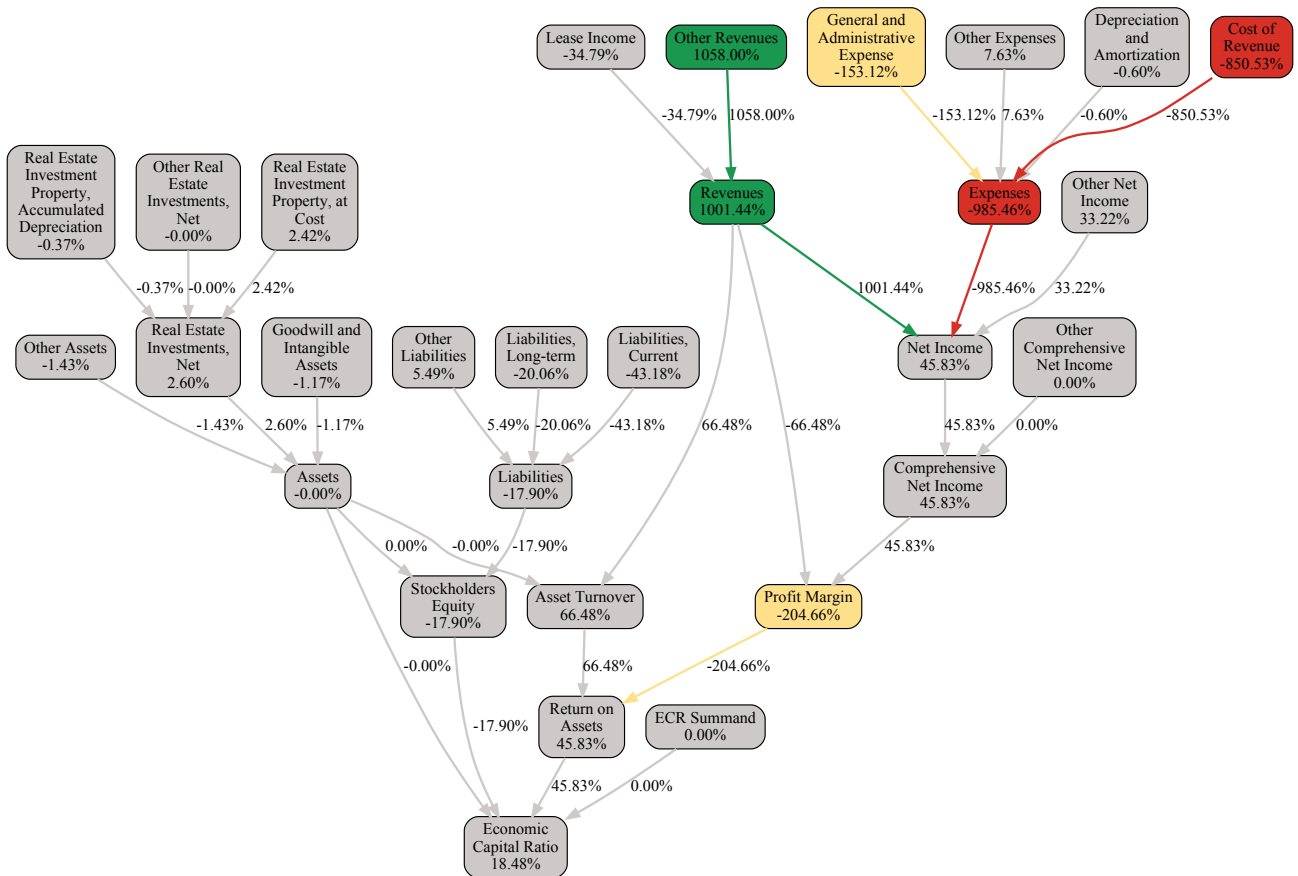 Lease Income
-34.79%
Other Revenues
1058.00%
General and
Administrative
Expense
-153.12%
Other Expenses
7.63%
Depreciation
and
Amortization
-0.60%
Cost of
Revenue
-850.53%
-34.79%
1058.00%
-153.12%
7.63%
-0.60%
-850.53%
Real Estate
Investment
Property,
Accumulated
Depreciation
-0.37%
Other Real
Estate
Investments,
Net
-0.00%
Real Estate
Investment
Property, at
Cost
2.42%
Revenues
1001.44%
Expenses
-985.46%
Other Net
Income
33.22%
-0.37%
-0.00%
2.42%
1001.44%
-985.46%
33.22%
Other Assets
-1.43%
Real Estate
Investments,
Net
2.60%
Goodwill and
Intangible
Assets
-1.17%
Other
Liabilities
5.49%
Liabilities,
Long-term
-20.06%
Liabilities,
Current
-43.18%
Net Income
45.83%
Other
Comprehensive
Net Income
0.00%
-1.43%
2.60%
-1.17%
5.49%
-20.06%
-43.18%
66.48%
-66.48%
45.83%
0.00%
Assets
-0.00%
Liabilities
-17.90%
Comprehensive
Net Income
45.83%
0.00%
-0.00%
-17.90%
45.83%
Stockholders
Equity
-17.90%
Asset Turnover
66.48%
Profit Margin
-204.66%
-0.00%
66.48%
-204.66%
-17.90%
Return on
Assets
45.83%
ECR Summand
0.00%
45.83%
0.00%
Economic
Capital Ratio
18.48%